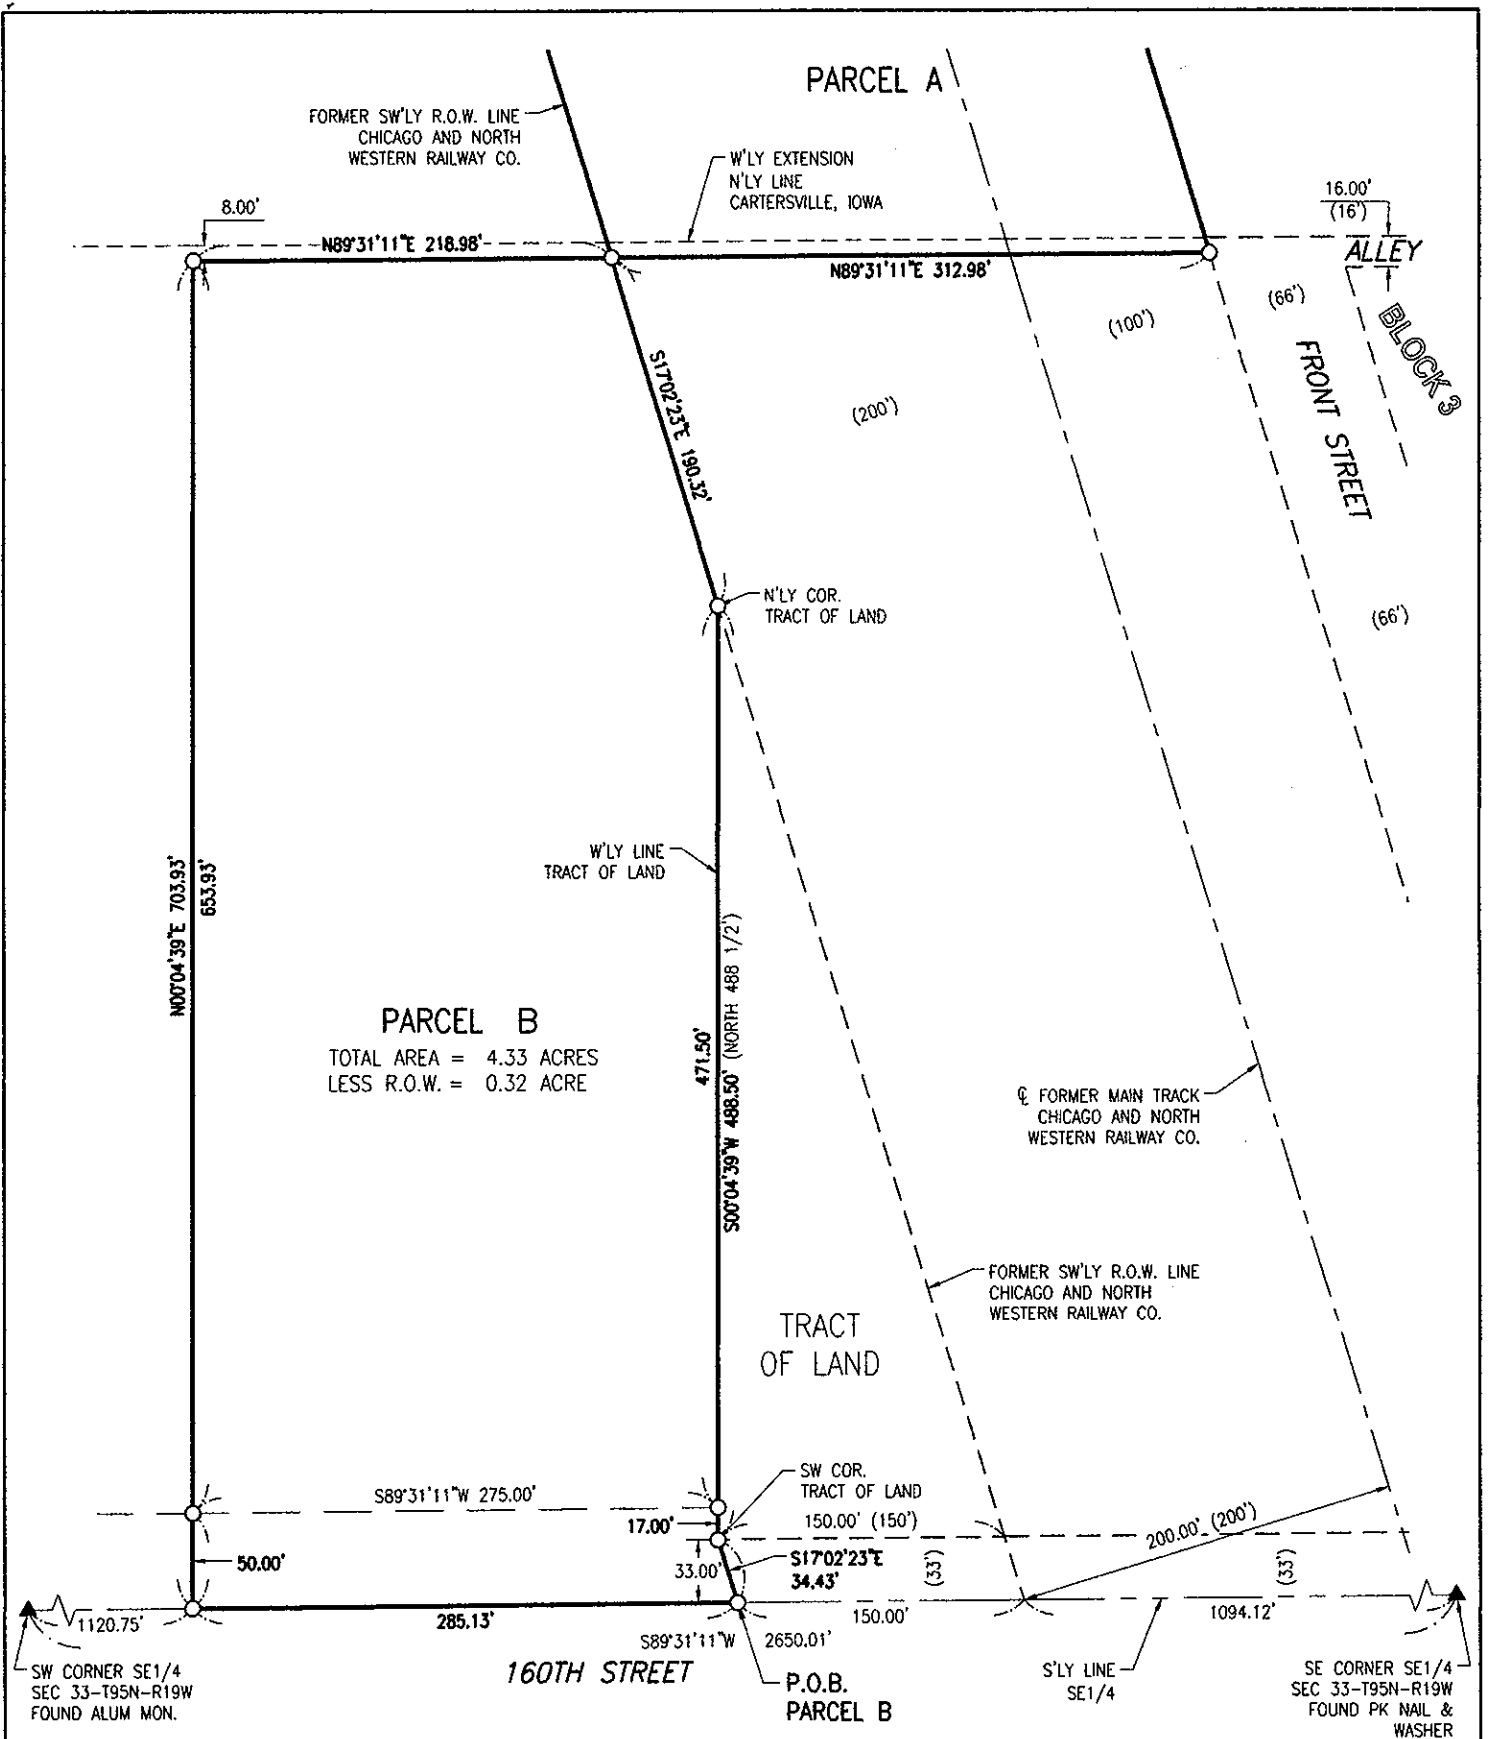 PARCEL A
FORMER SW'LY R.O.W. LINE
CHICAGO AND NORTH
WESTERN RAILWAY CO.
W'LY EXTENSION
N'LY LINE
CARTERSVILLE, IOWA
16.00'
(16')
ALLEY
8.00'
N89°31'11"E 218.98'
N89°31'11"E 312.98'
(66')
(100')
BLOCK 3
FRONT STREET
S17°02'23"E 190.32'
(200')
N'LY COR.
TRACT OF LAND
(66')
W'LY LINE
TRACT OF LAND
N00°04'39"E 703.93'
653.93'
PARCEL B
TOTAL AREA = 4.33 ACRES
LESS R.O.W. = 0.32 ACRE
471.50'
S00°04'39"W 488.50' (NORTH 488 1/2')
℄ FORMER MAIN TRACK
CHICAGO AND NORTH
WESTERN RAILWAY CO.
FORMER SW'LY R.O.W. LINE
CHICAGO AND NORTH
WESTERN RAILWAY CO.
TRACT
OF LAND
SW COR.
TRACT OF LAND
S89°31'11"W 275.00'
17.00'
150.00' (150')
200.00' (200')
50.00'
33.00'
S17°02'23"E
34.43'
(33')
(33')
1120.75'
285.13'
150.00'
1094.12'
S89°31'11"W 2650.01'
160TH STREET
SW CORNER SE1/4
SEC 33-T95N-R19W
FOUND ALUM MON.
P.O.B.
PARCEL B
S'LY LINE
SE1/4
SE CORNER SE1/4
SEC 33-T95N-R19W
FOUND PK NAIL &
WASHER